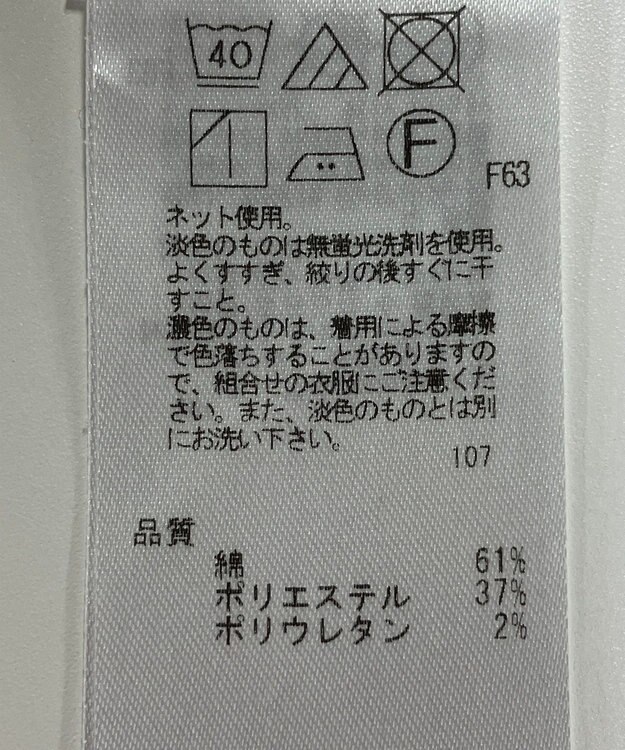 40
F
F63
ネット使用。
淡色のものは無蛍光洗剤を使用。
よくすすぎ、絞りの後すぐに干
すこと。
濃色のものは、着用による摩擦
で色落ちすることがありますの
で、組合せの衣服にご注意くだ
さい。また、淡色のものとは別
にお洗い下さい。
107
品質
綿 61%
ポリエステル 37%
ポリウレタン 2%